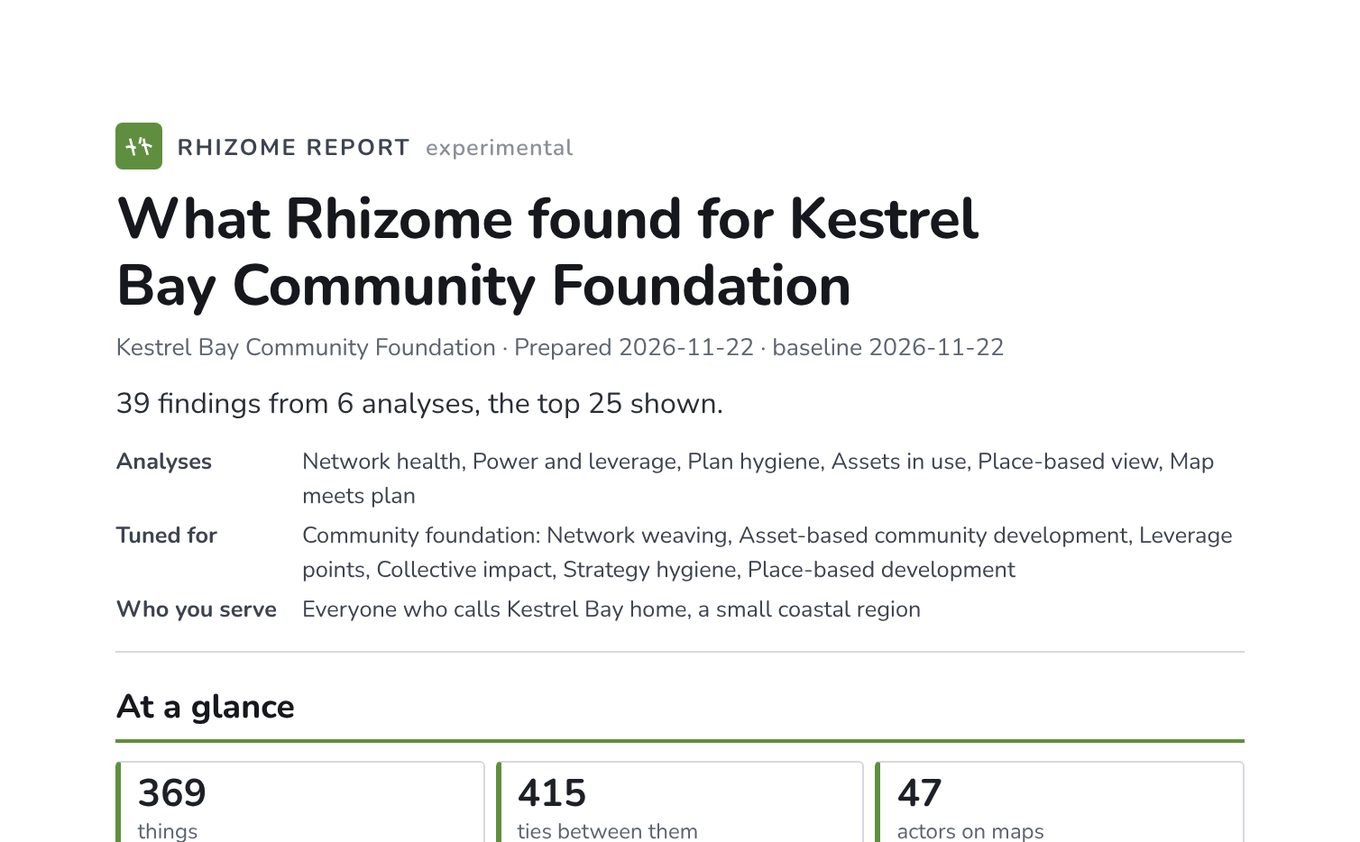 RHIZOME REPORT experimental
What Rhizome found for Kestrel
Bay Community Foundation
Kestrel Bay Community Foundation · Prepared 2026-11-22 · baseline 2026-11-22
39 findings from 6 analyses, the top 25 shown.
Analyses Network health, Power and leverage, Plan hygiene, Assets in use, Place-based view, Map
meets plan
Tuned for Community foundation: Network weaving, Asset-based community development, Leverage
points, Collective impact, Strategy hygiene, Place-based development
Who you serve Everyone who calls Kestrel Bay home, a small coastal region
At a glance
369 415 47
things ties between them actors on maps